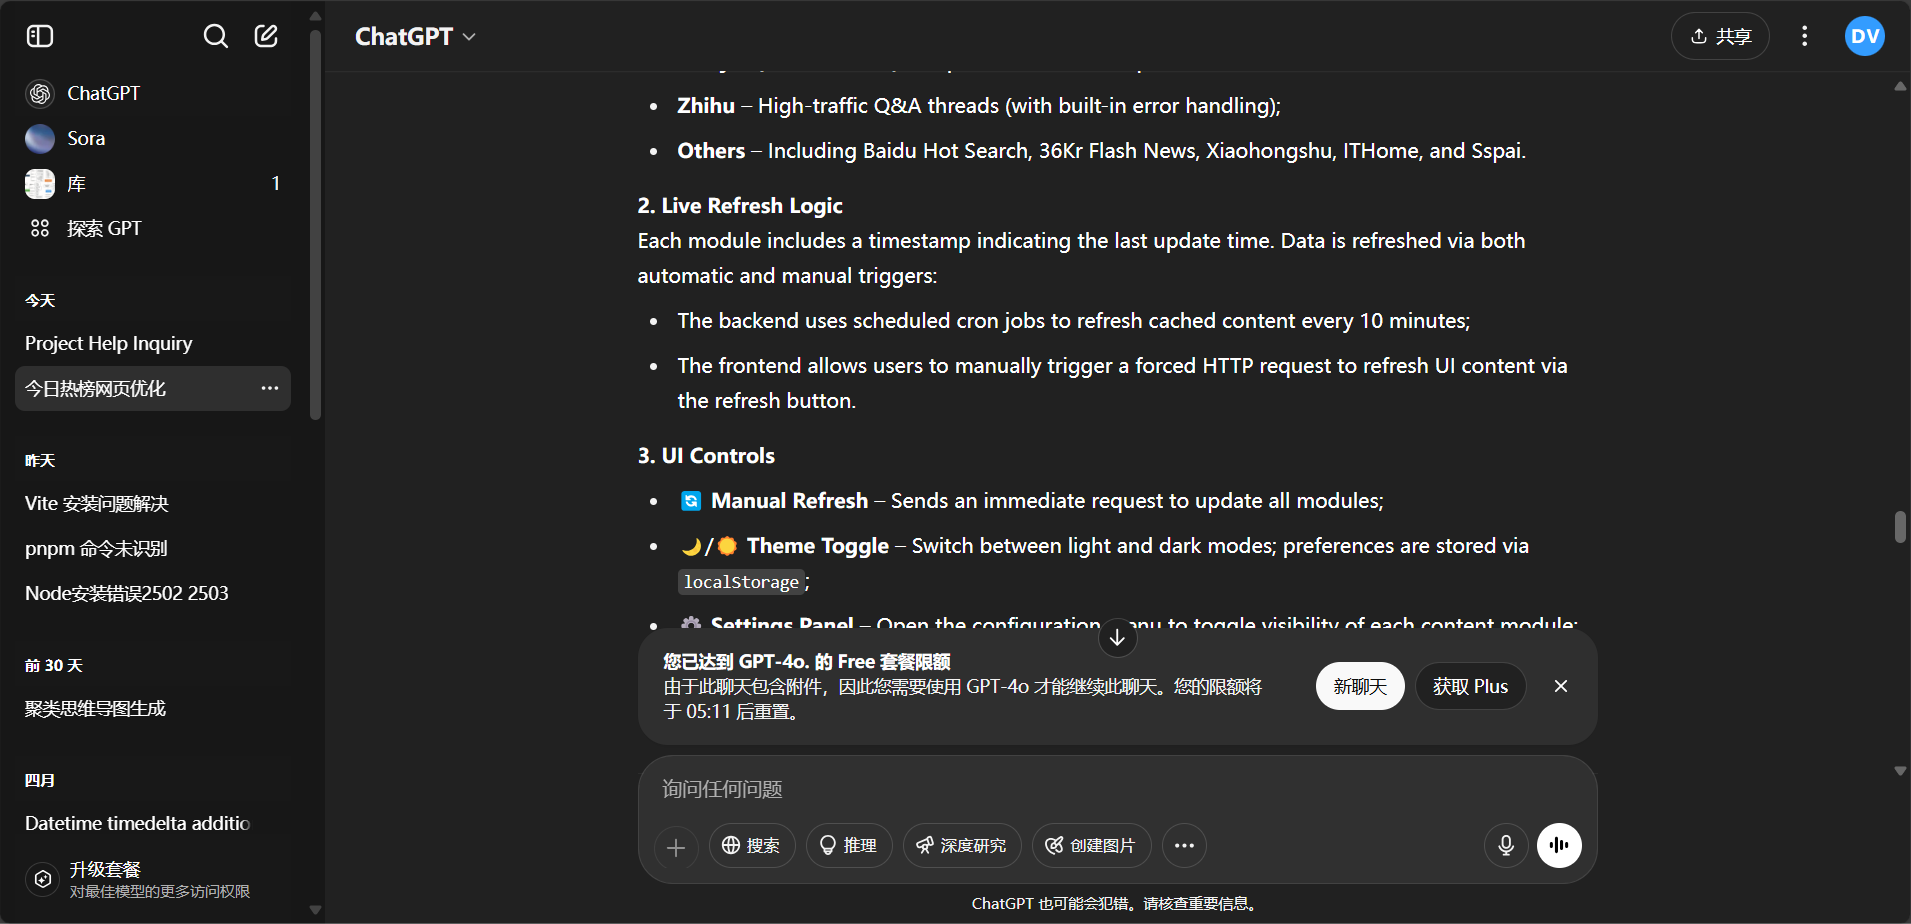 ChatGPT
Sora
库 1
探索 GPT
今天
Project Help Inquiry
今日热榜网页优化
昨天
Vite 安装问题解决
pnpm 命令未识别
Node安装错误2502 2503
前 30 天
聚类思维导图生成
四月
Datetime timedelta additio
升级套餐
对最佳模型的更多访问权限
ChatGPT
共享
DV
Zhihu – High-traffic Q&A threads (with built-in error handling);
Others – Including Baidu Hot Search, 36Kr Flash News, Xiaohongshu, ITHome, and Sspai.
2. Live Refresh Logic
Each module includes a timestamp indicating the last update time. Data is refreshed via both
automatic and manual triggers:
The backend uses scheduled cron jobs to refresh cached content every 10 minutes;
The frontend allows users to manually trigger a forced HTTP request to refresh UI content via
the refresh button.
3. UI Controls
🔄 Manual Refresh – Sends an immediate request to update all modules;
🌙/☀️ Theme Toggle – Switch between light and dark modes; preferences are stored via
localStorage;
⚙️ Settings Panel – Open the configuration menu to toggle visibility of each content module;
您已达到 GPT-4o. 的 Free 套餐限额
由于此聊天包含附件，因此您需要使用 GPT-4o 才能继续此聊天。您的限额将
于 05:11 后重置。
新聊天
获取 Plus
询问任何问题
搜索
推理
深度研究
创建图片
ChatGPT 也可能会犯错。请核查重要信息。